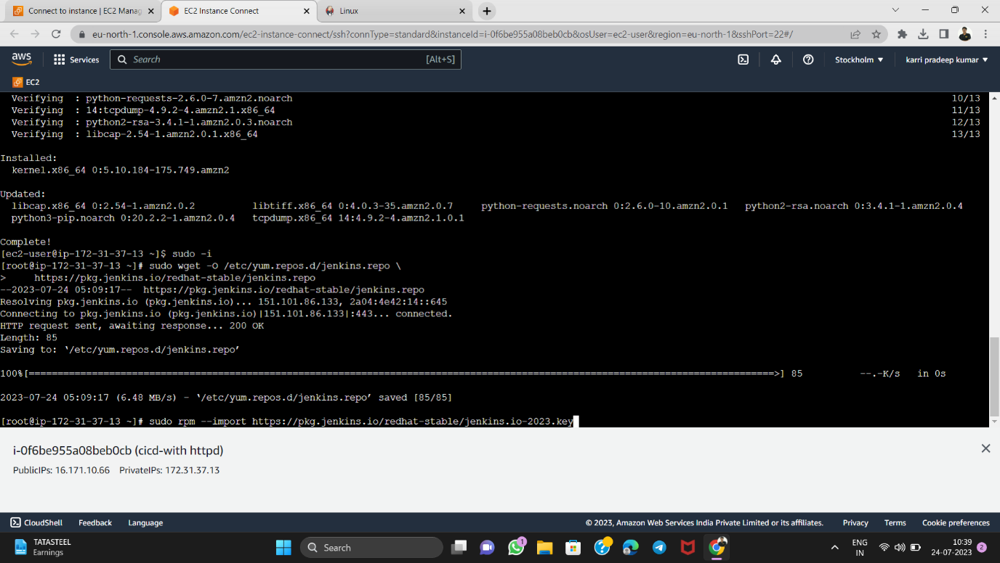 Connect to instance | EC2 Manag
EC2 Instance Connect
Linux
eu-north-1.console.aws.amazon.com/ec2-instance-connect/ssh?connType=standard&instanceId=i-0f6be955a08beb0cb&osUser=ec2-user&region=eu-north-1&sshPort=22#/
aws Services Search [Alt+S] Stockholm karri pradeep kumar
EC2
Verifying : python-requests-2.6.0-7.amzn2.noarch 10/13
Verifying : 14:tcpdump-4.9.2-4.amzn2.1.x86_64 11/13
Verifying : python2-rsa-3.4.1-1.amzn2.0.3.noarch 12/13
Verifying : libcap-2.54-1.amzn2.0.1.x86_64 13/13
Installed:
kernel.x86_64 0:5.10.184-175.749.amzn2
Updated:
libcap.x86_64 0:2.54-1.amzn2.0.2 libtiff.x86_64 0:4.0.3-35.amzn2.0.7 python-requests.noarch 0:2.6.0-10.amzn2.0.1 python2-rsa.noarch 0:3.4.1-1.amzn2.0.4
python3-pip.noarch 0:20.2.2-1.amzn2.0.4 tcpdump.x86_64 14:4.9.2-4.amzn2.1.0.1
Complete!
[ec2-user@ip-172-31-37-13 ~]$ sudo -i
[root@ip-172-31-37-13 ~]# sudo wget -O /etc/yum.repos.d/jenkins.repo \
> https://pkg.jenkins.io/redhat-stable/jenkins.repo
--2023-07-24 05:09:17-- https://pkg.jenkins.io/redhat-stable/jenkins.repo
Resolving pkg.jenkins.io (pkg.jenkins.io)... 151.101.86.133, 2a04:4e42:14::645
Connecting to pkg.jenkins.io (pkg.jenkins.io)|151.101.86.133|:443... connected.
HTTP request sent, awaiting response... 200 OK
Length: 85
Saving to: ‘/etc/yum.repos.d/jenkins.repo’
100%[=================================================================================================================================>] 85 --.-K/s in 0s
2023-07-24 05:09:17 (6.48 MB/s) - ‘/etc/yum.repos.d/jenkins.repo’ saved [85/85]
[root@ip-172-31-37-13 ~]# sudo rpm --import https://pkg.jenkins.io/redhat-stable/jenkins.io-2023.key
i-0f6be955a08beb0cb (cicd-with httpd)
PublicIPs: 16.171.10.66 PrivateIPs: 172.31.37.13
CloudShell Feedback Language © 2023, Amazon Web Services India Private Limited or its affiliates. Privacy Terms Cookie preferences
TATASTEEL
Earnings
Search
1
ENG
IN
10:39
24-07-2023
2